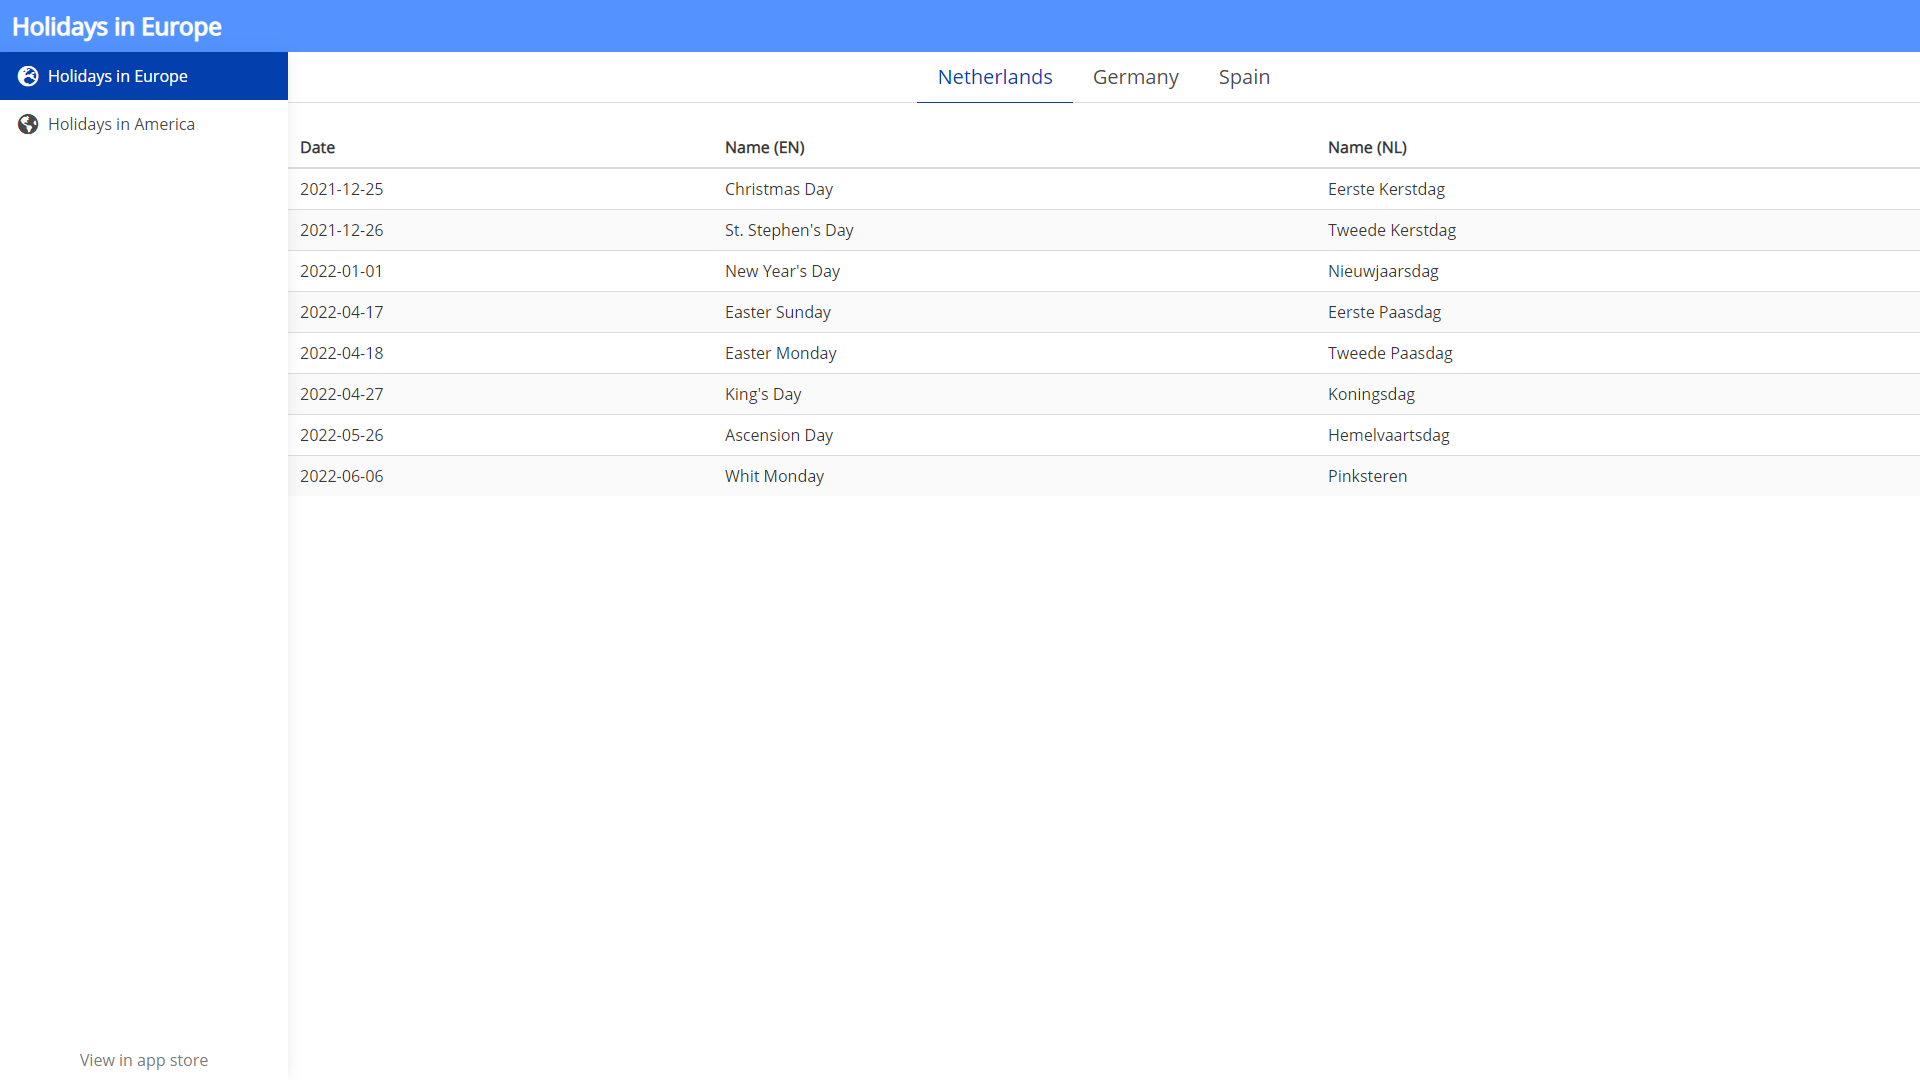 Holidays in Europe
Holidays in Europe
Holidays in America
View in app store
Netherlands Germany Spain
Date Name (EN) Name (NL)
2021-12-25 Christmas Day Eerste Kerstdag
2021-12-26 St. Stephen's Day Tweede Kerstdag
2022-01-01 New Year's Day Nieuwjaarsdag
2022-04-17 Easter Sunday Eerste Paasdag
2022-04-18 Easter Monday Tweede Paasdag
2022-04-27 King's Day Koningsdag
2022-05-26 Ascension Day Hemelvaartsdag
2022-06-06 Whit Monday Pinksteren